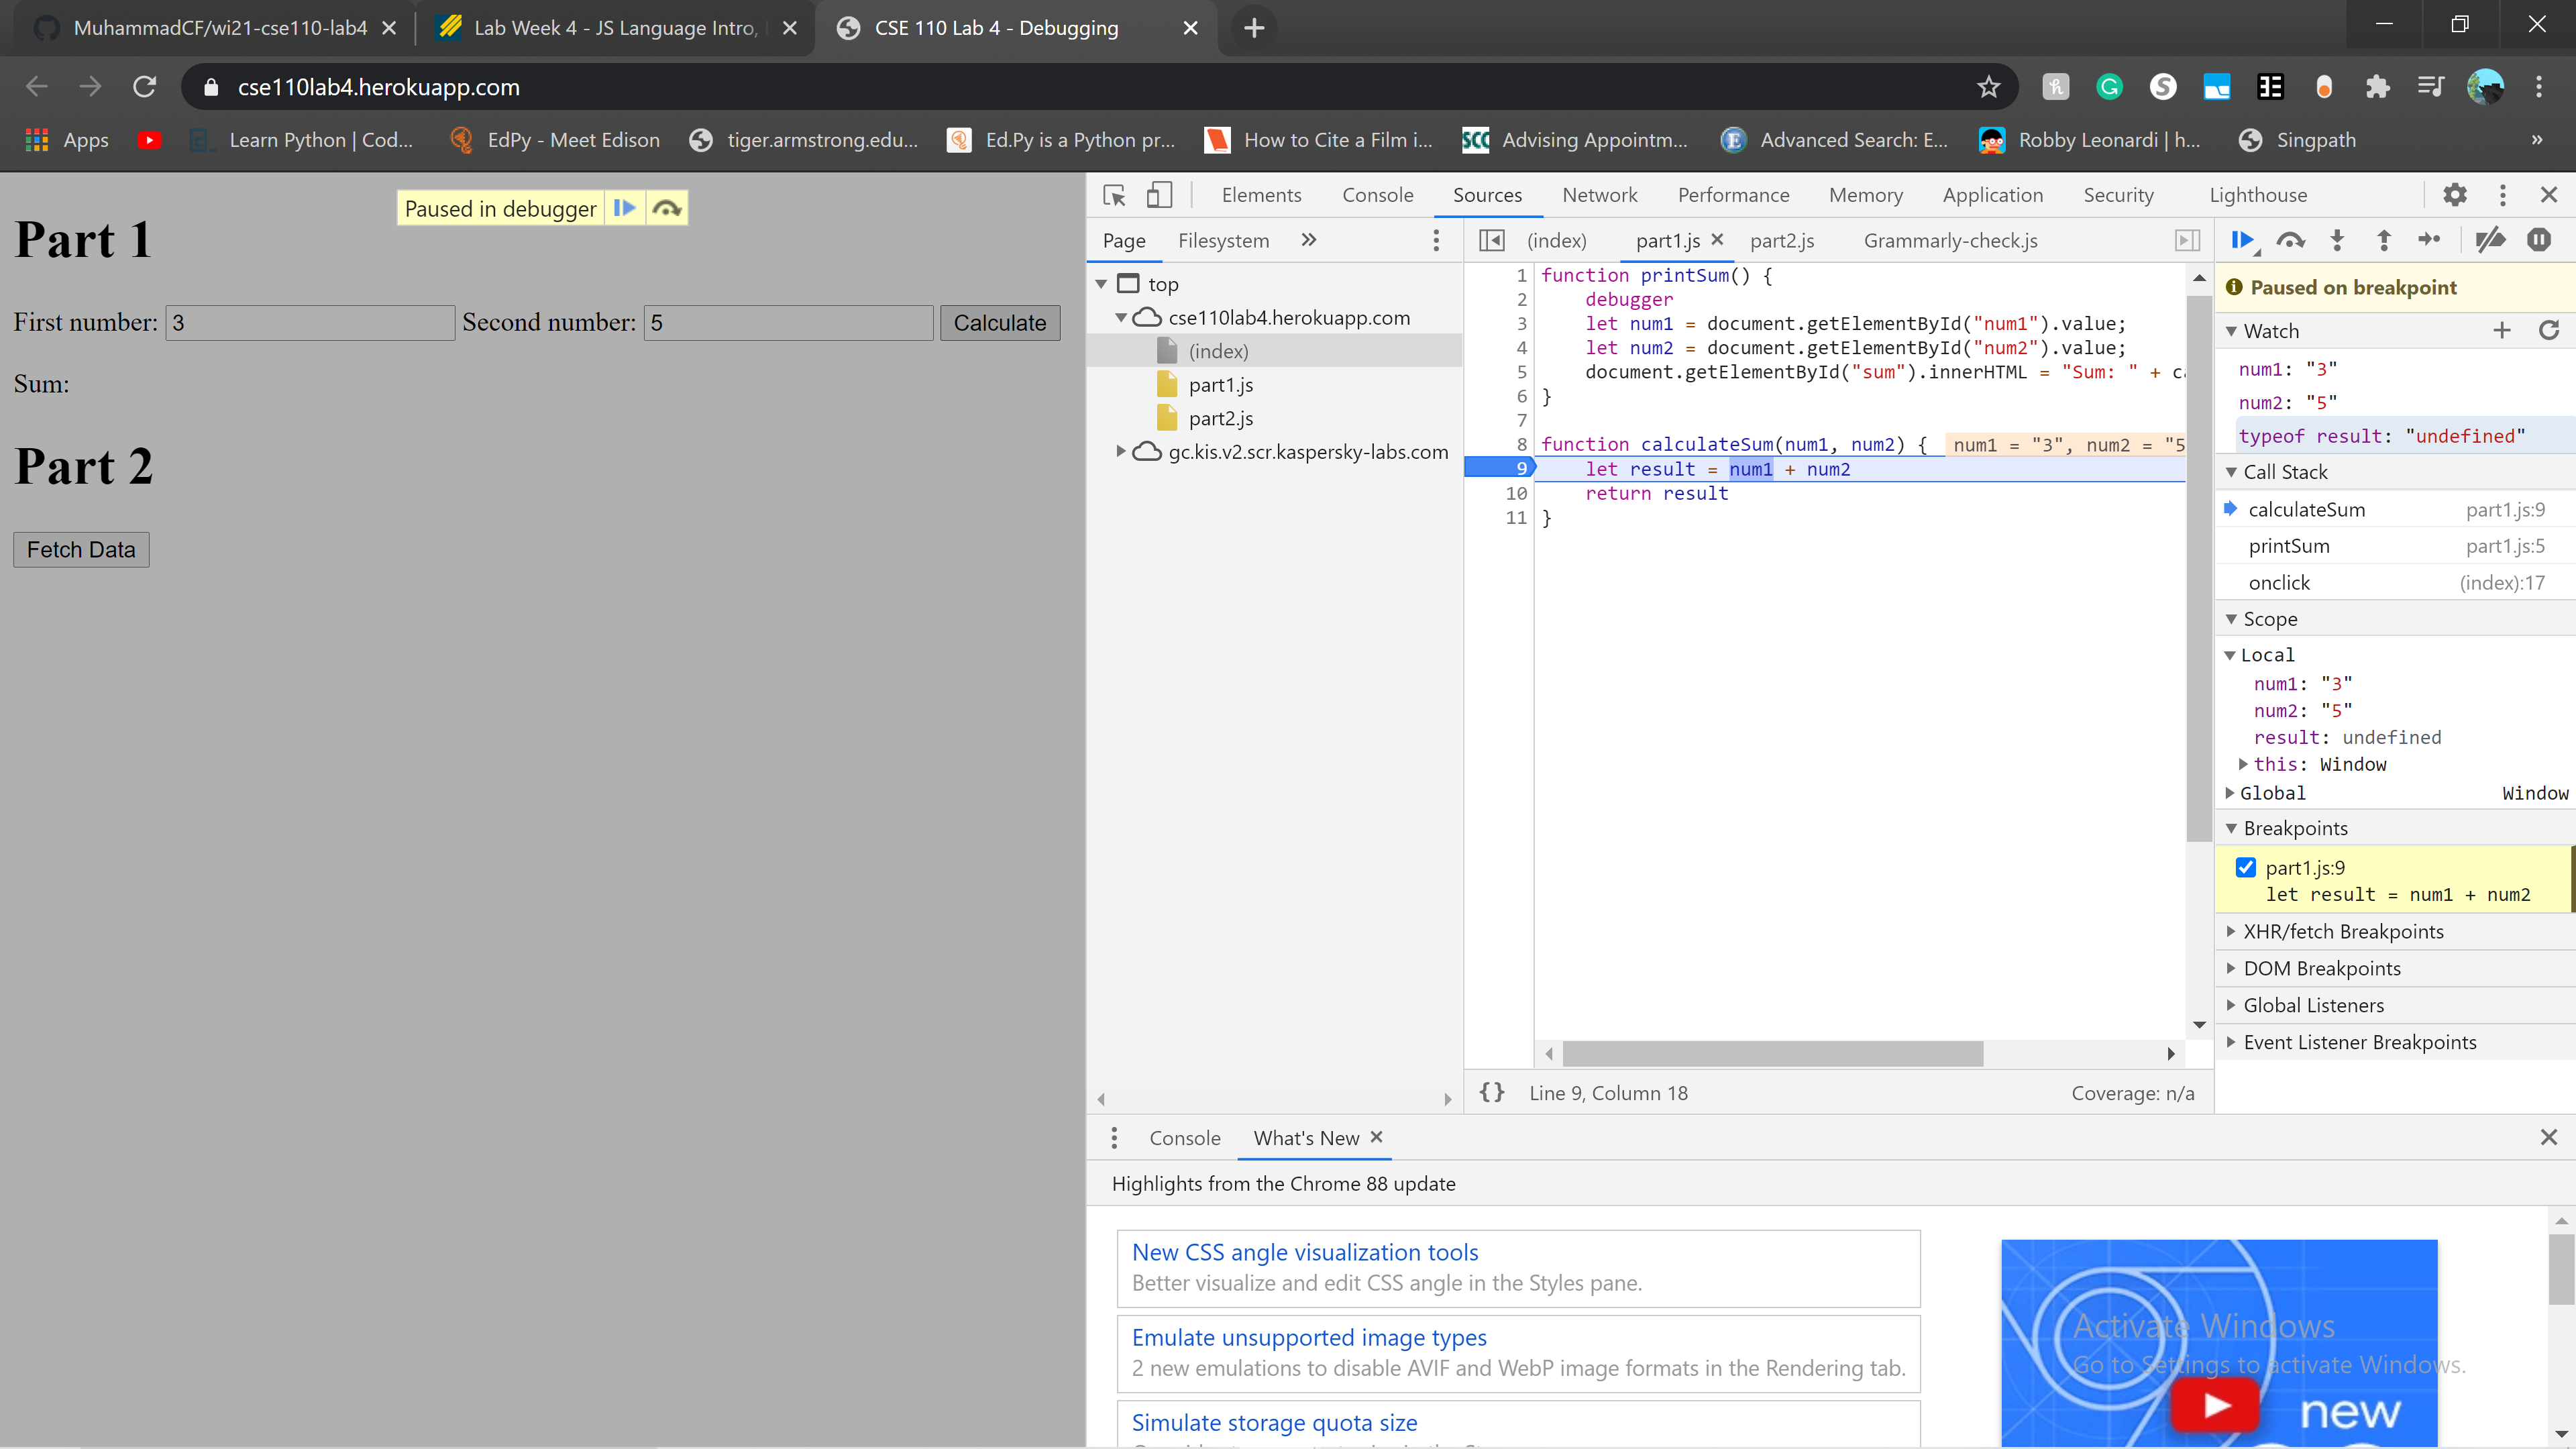 MuhammadCF/wi21-cse110-lab4
Lab Week 4 - JS Language Intro,
CSE 110 Lab 4 - Debugging
cse110lab4.herokuapp.com
Apps
Learn Python | Cod...
EdPy - Meet Edison
tiger.armstrong.edu...
Ed.Py is a Python pr...
How to Cite a Film i...
Advising Appointm...
Advanced Search: E...
Robby Leonardi | h...
Singpath
Paused in debugger
Part 1
First number: 3 Second number: 5 Calculate
Sum:
Part 2
Fetch Data
Elements Console Sources Network Performance Memory Application Security Lighthouse
Page Filesystem
top
cse110lab4.herokuapp.com
(index)
part1.js
part2.js
gc.kis.v2.scr.kaspersky-labs.com
(index) part1.js part2.js Grammarly-check.js
1 function printSum() {
2 debugger
3 let num1 = document.getElementById("num1").value;
4 let num2 = document.getElementById("num2").value;
5 document.getElementById("sum").innerHTML = "Sum: " + ca
6 }
7
8 function calculateSum(num1, num2) { num1 = "3", num2 = "5
9 let result = num1 + num2
10 return result
11 }
{} Line 9, Column 18
Coverage: n/a
Paused on breakpoint
Watch
num1: "3"
num2: "5"
typeof result: "undefined"
Call Stack
calculateSum part1.js:9
printSum part1.js:5
onclick (index):17
Scope
Local
num1: "3"
num2: "5"
result: undefined
this: Window
Global Window
Breakpoints
part1.js:9
let result = num1 + num2
XHR/fetch Breakpoints
DOM Breakpoints
Global Listeners
Event Listener Breakpoints
Console What's New
Highlights from the Chrome 88 update
New CSS angle visualization tools
Better visualize and edit CSS angle in the Styles pane.
Emulate unsupported image types
2 new emulations to disable AVIF and WebP image formats in the Rendering tab.
Simulate storage quota size
Activate Windows
Go to Settings to activate Windows.
new